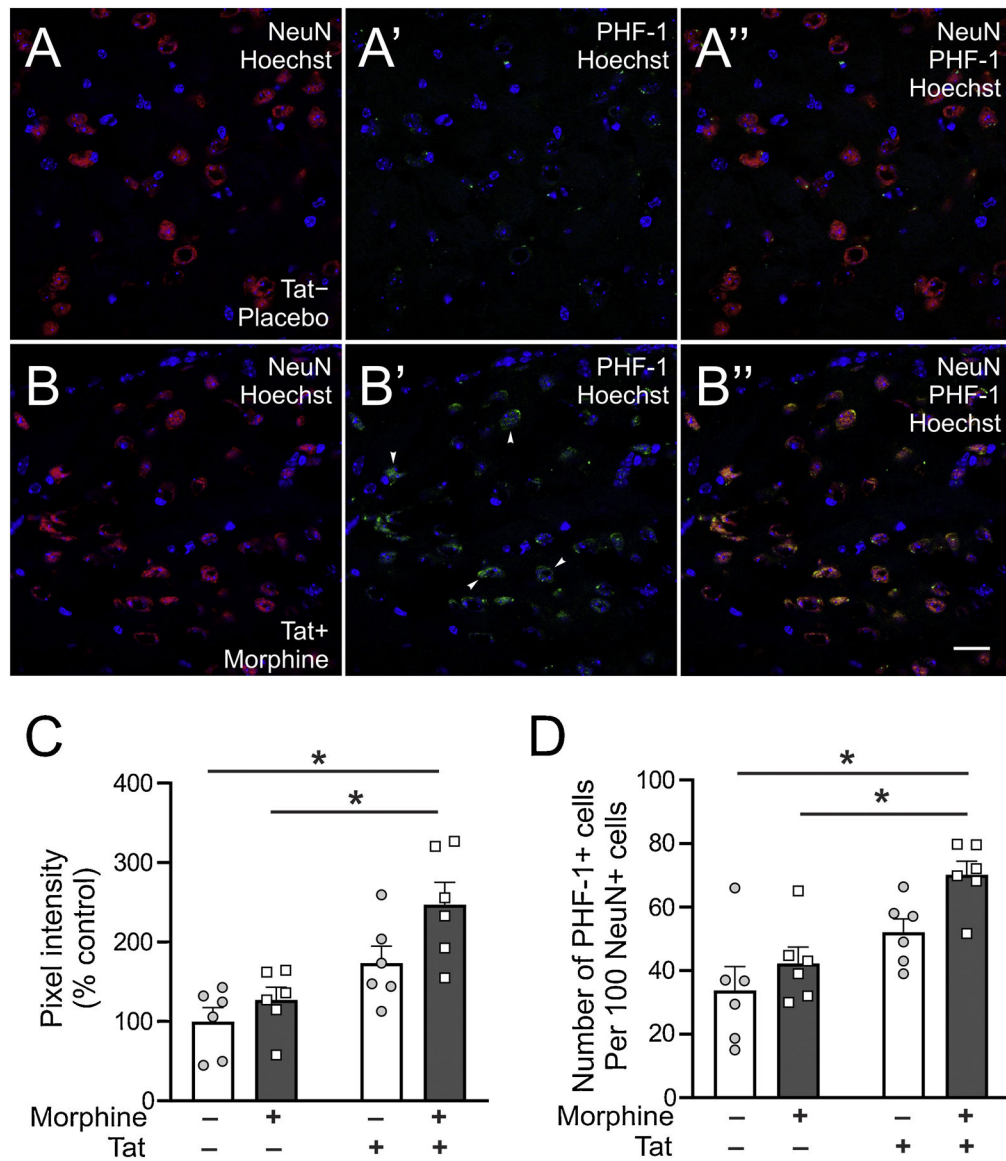 A
NeuN
Hoechst
Tat−
Placebo
A'
PHF-1
Hoechst
A''
NeuN
PHF-1
Hoechst
B
NeuN
Hoechst
Tat+
Morphine
B'
PHF-1
Hoechst
B''
NeuN
PHF-1
Hoechst
C
Pixel intensity
(% control)
400
300
200
100
0
*
*
Morphine − + − +
Tat − − + +
D
Number of PHF-1+ cells
Per 100 NeuN+ cells
100
80
60
40
20
0
*
*
Morphine − + − +
Tat − − + +